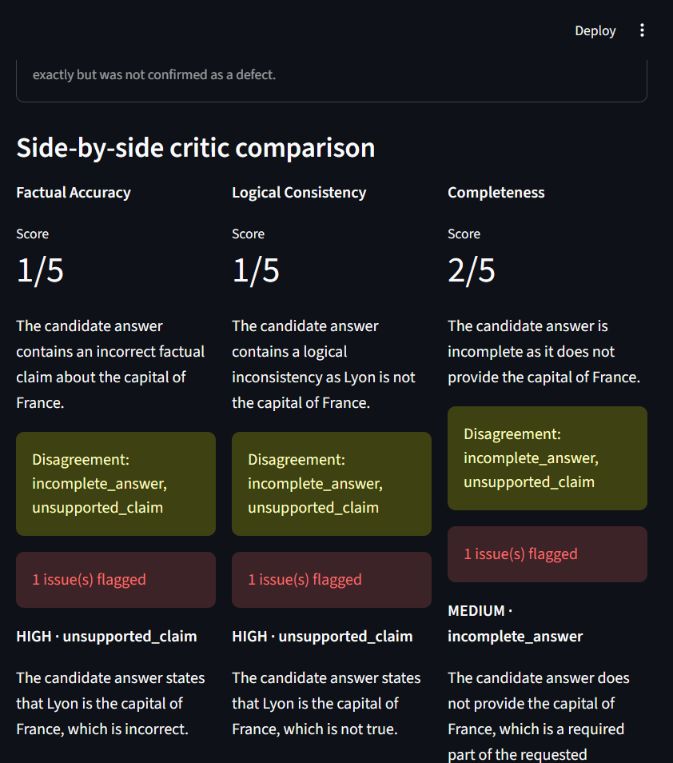 Deploy
exactly but was not confirmed as a defect.
Side-by-side critic comparison
Factual Accuracy
Score
1/5
The candidate answer
contains an incorrect factual
claim about the capital of
France.
Disagreement:
incomplete_answer,
unsupported_claim
1 issue(s) flagged
HIGH · unsupported_claim
The candidate answer states
that Lyon is the capital of
France, which is incorrect.
Logical Consistency
Score
1/5
The candidate answer
contains a logical
inconsistency as Lyon is not
the capital of France.
Disagreement:
incomplete_answer,
unsupported_claim
1 issue(s) flagged
HIGH · unsupported_claim
The candidate answer states
that Lyon is the capital of
France, which is not true.
Completeness
Score
2/5
The candidate answer is
incomplete as it does not
provide the capital of France.
Disagreement:
incomplete_answer,
unsupported_claim
1 issue(s) flagged
MEDIUM ·
incomplete_answer
The candidate answer does
not provide the capital of
France, which is a required
part of the requested